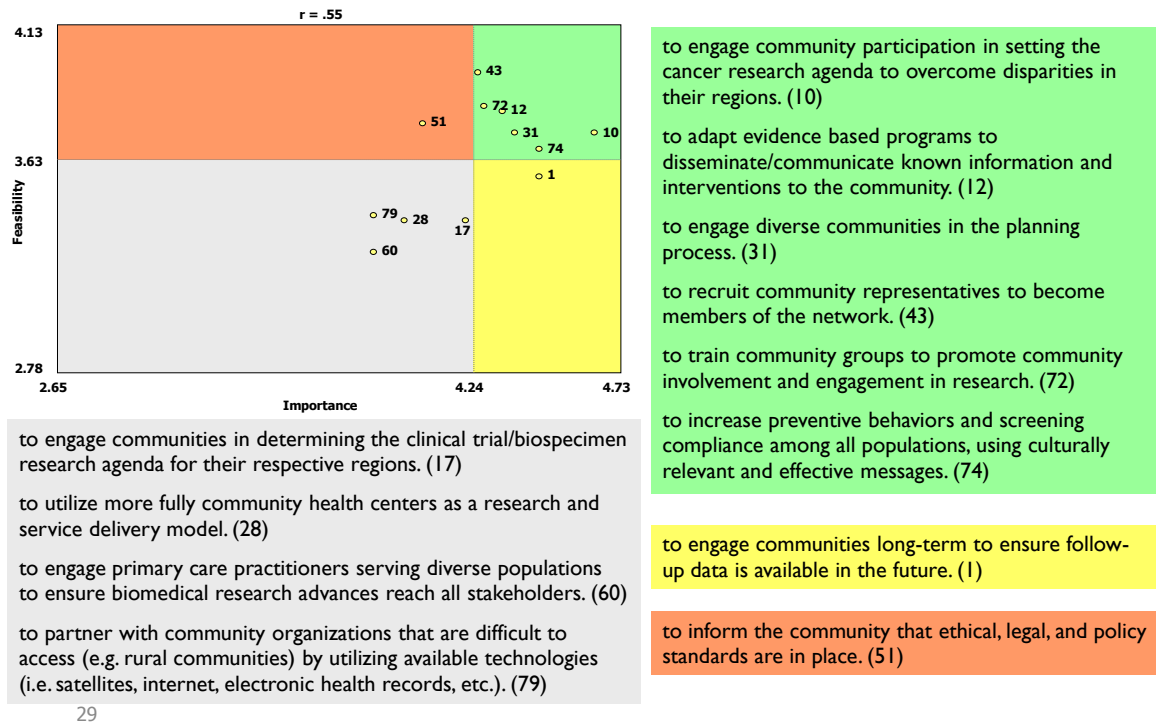 r = .55
4.13
3.63
2.78
Feasibility
43
72
12
51
31
10
74
1
79
28
17
60
2.65
4.24
4.73
Importance
to engage community participation in setting the
cancer research agenda to overcome disparities in
their regions. (10)
to adapt evidence based programs to
disseminate/communicate known information and
interventions to the community. (12)
to engage diverse communities in the planning
process. (31)
to recruit community representatives to become
members of the network. (43)
to train community groups to promote community
involvement and engagement in research. (72)
to increase preventive behaviors and screening
compliance among all populations, using culturally
relevant and effective messages. (74)
to engage communities long-term to ensure follow-
up data is available in the future. (1)
to inform the community that ethical, legal, and policy
standards are in place. (51)
to engage communities in determining the clinical trial/biospecimen
research agenda for their respective regions. (17)
to utilize more fully community health centers as a research and
service delivery model. (28)
to engage primary care practitioners serving diverse populations
to ensure biomedical research advances reach all stakeholders. (60)
to partner with community organizations that are difficult to
access (e.g. rural communities) by utilizing available technologies
(i.e. satellites, internet, electronic health records, etc.). (79)
29